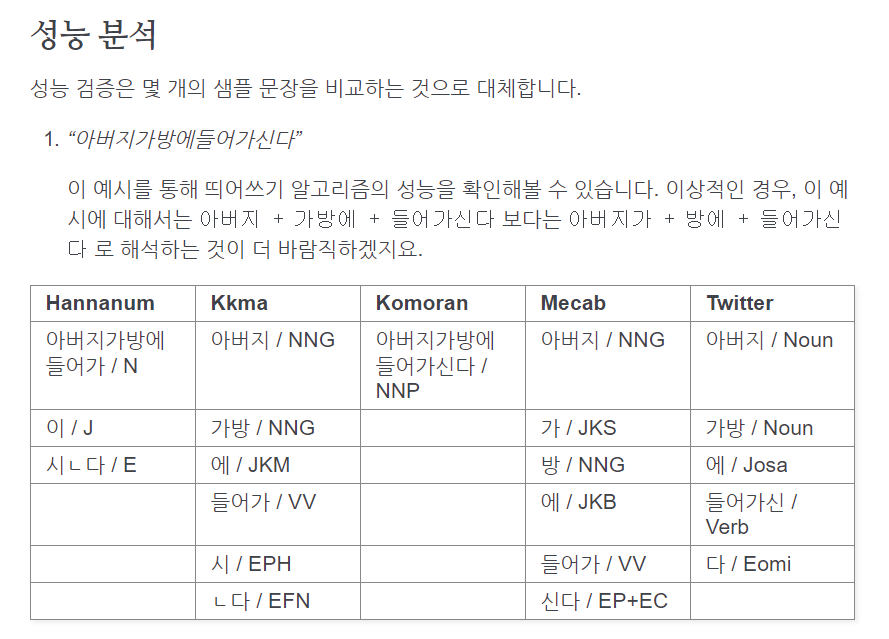 성능 분석
성능 검증은 몇 개의 샘플 문장을 비교하는 것으로 대체합니다.
1. “아버지가방에들어가신다”
이 예시를 통해 띄어쓰기 알고리즘의 성능을 확인해볼 수 있습니다. 이상적인 경우, 이 예
시에 대해서는 아버지 + 가방에 + 들어가신다 보다는 아버지가 + 방에 + 들어가신
다 로 해석하는 것이 더 바람직하겠지요.
Hannanum Kkma Komoran Mecab Twitter
아버지가방에 아버지 / NNG 아버지가방에 아버지 / NNG 아버지 / Noun
들어가 / N 들어가신다 /
NNP
이 / J 가방 / NNG 가 / JKS 가방 / Noun
시ㄴ다 / E 에 / JKM 방 / NNG 에 / Josa
들어가 / VV 에 / JKB 들어가신 /
Verb
시 / EPH 들어가 / VV 다 / Eomi
ㄴ다 / EFN 신다 / EP+EC